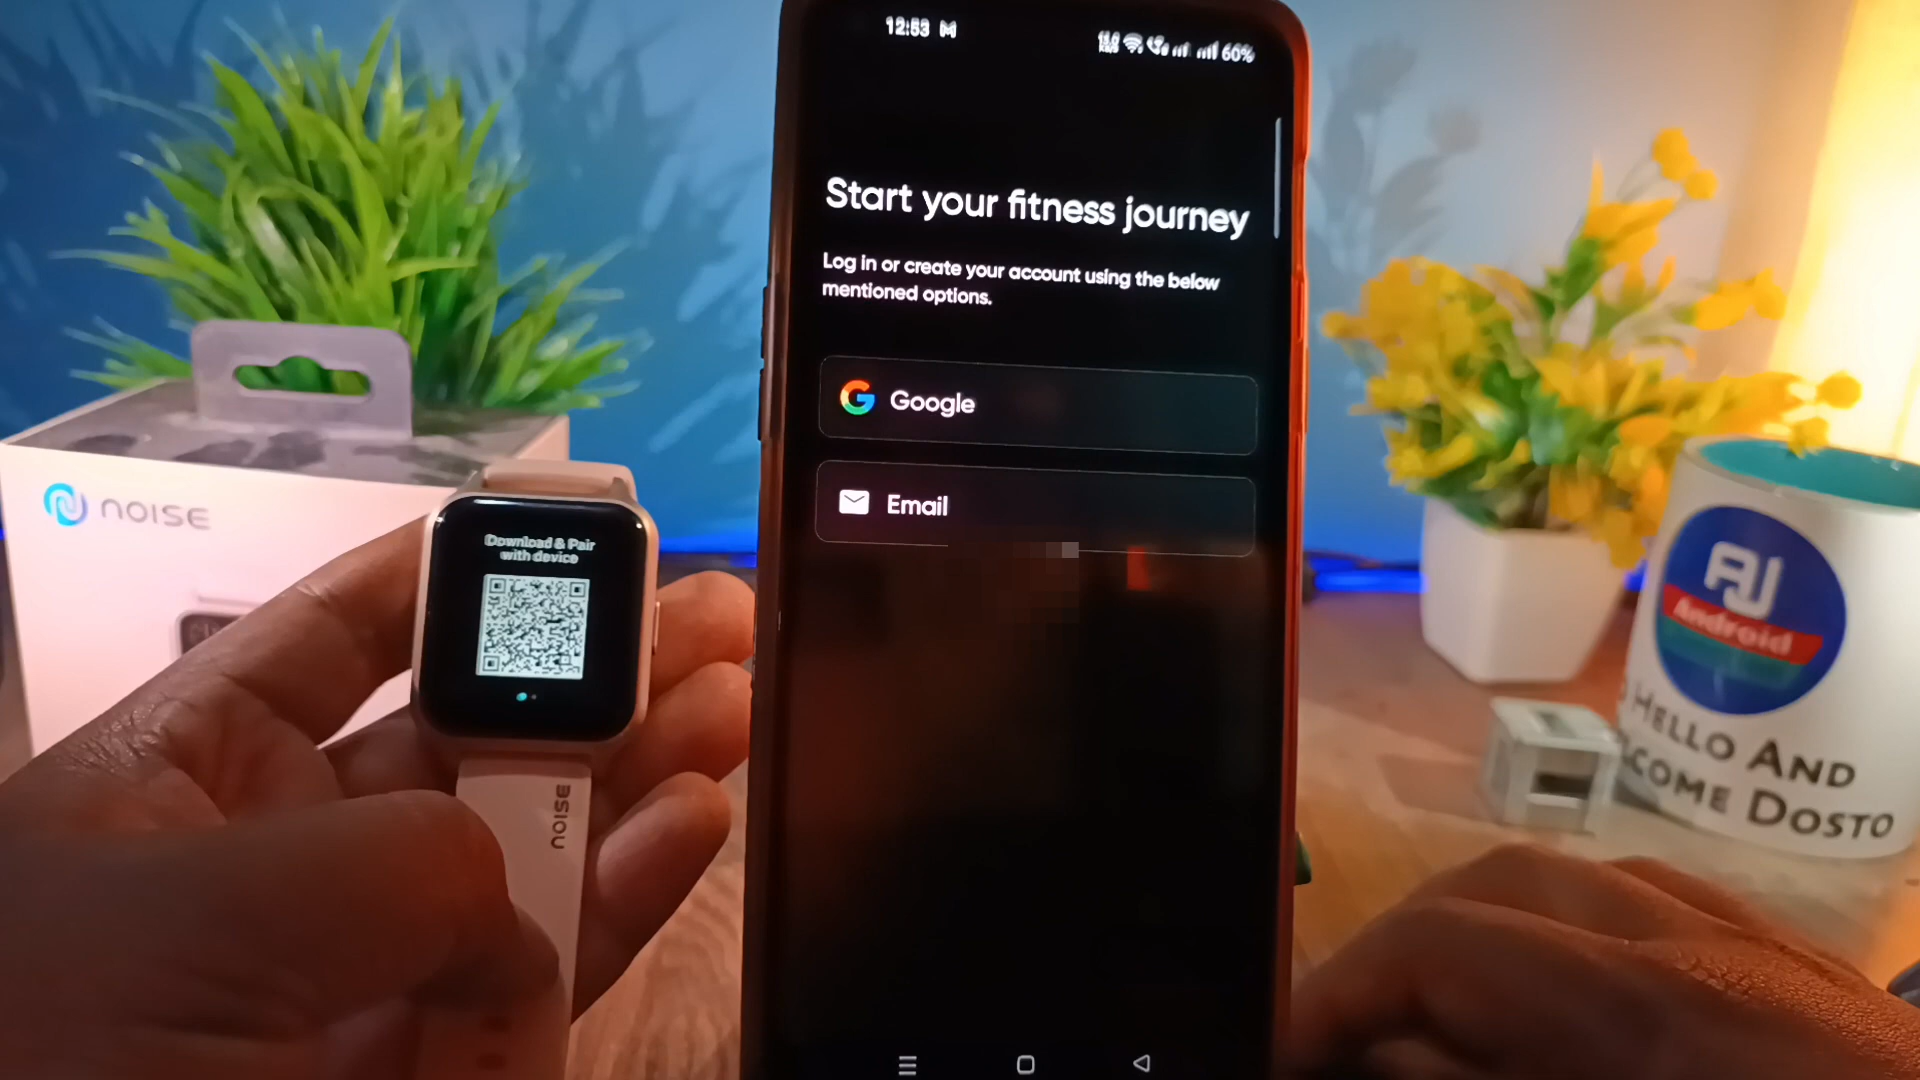 12:53
60%
Start your fitness journey
Log in or create your account using the below
mentioned options.
Google
Email
NOISE
Download & Pair
with device
NOISE
AJ
Android
HELLO AND
DOSTO